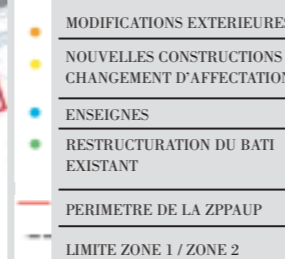 MODIFICATIONS EXTERIEURES
NOUVELLES CONSTRUCTIONS
CHANGEMENT D'AFFECTATION
ENSEIGNES
RESTRUCTURATION DU BATI
EXISTANT
PERIMETRE DE LA ZPPAUP
LIMITE ZONE 1 / ZONE 2